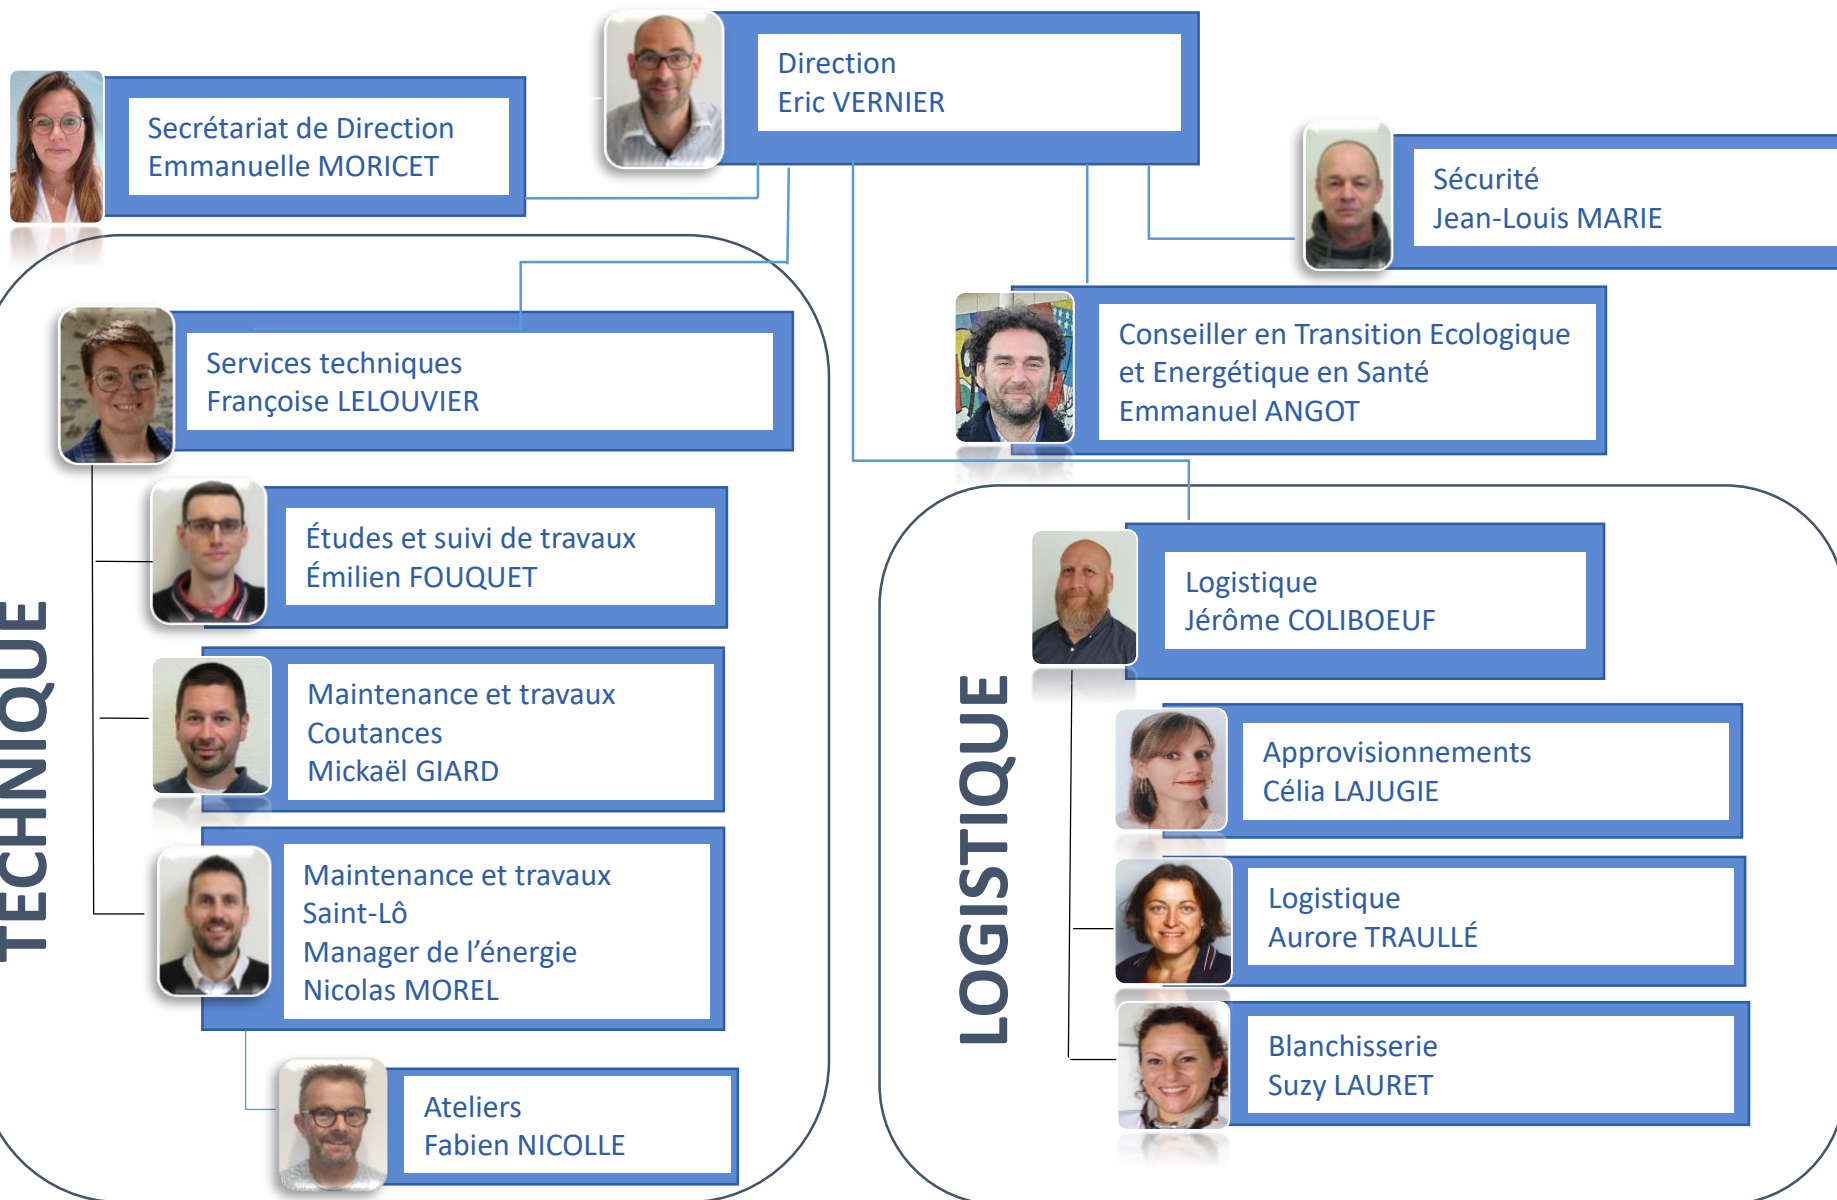 Direction
Eric VERNIER
Secrétariat de Direction
Emmanuelle MORICET
Sécurité
Jean-Louis MARIE
Services techniques
Françoise LELOUVIER
Conseiller en Transition Ecologique
et Energétique en Santé
Emmanuel ANGOT
TECHNIQUE
Études et suivi de travaux
Émilien FOUQUET
Maintenance et travaux
Coutances
Mickaël GIARD
Maintenance et travaux
Saint-Lô
Manager de l’énergie
Nicolas MOREL
Ateliers
Fabien NICOLLE
LOGISTIQUE
Logistique
Jérôme COLIBOEUF
Approvisionnements
Célia LAJUGIE
Logistique
Aurore TRAULLÉ
Blanchisserie
Suzy LAURET